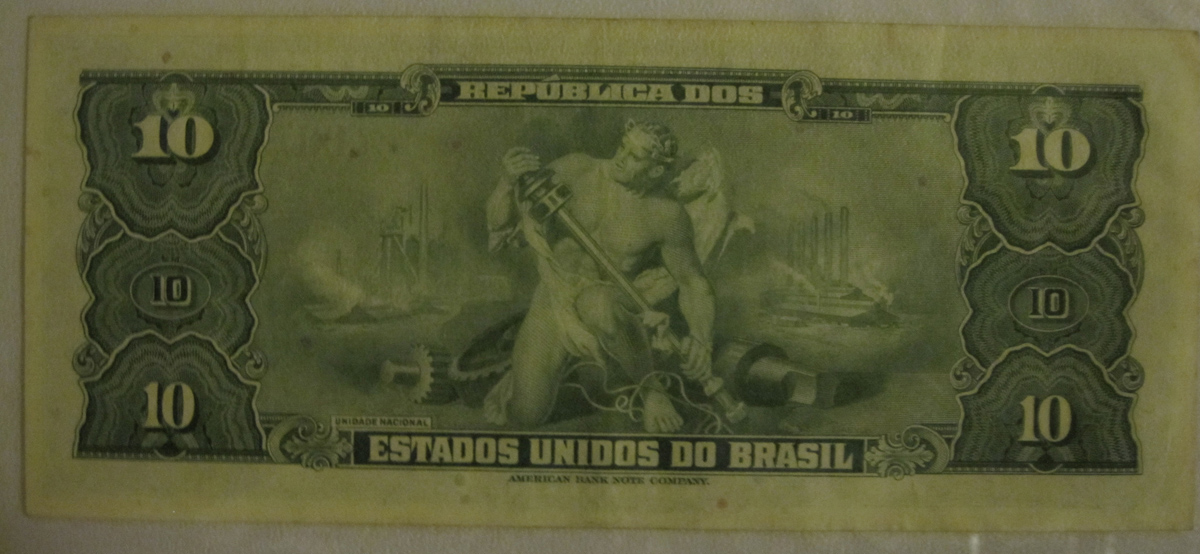 REPÚBLICA DOS
10 10
10 10
10 10
10 10
UNIDADE NACIONAL
ESTADOS UNIDOS DO BRASIL
AMERICAN BANK NOTE COMPANY.